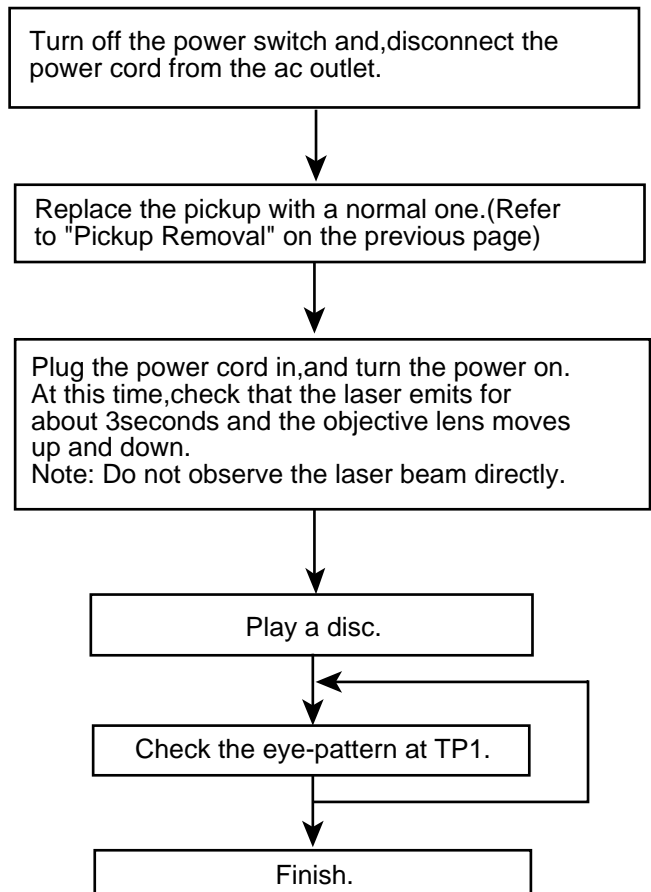 Turn off the power switch and,disconnect the
power cord from the ac outlet.
Replace the pickup with a normal one.(Refer
to "Pickup Removal" on the previous page)
Plug the power cord in,and turn the power on.
At this time,check that the laser emits for
about 3seconds and the objective lens moves
up and down.
Note: Do not observe the laser beam directly.
Play a disc.
Check the eye-pattern at TP1.
Finish.